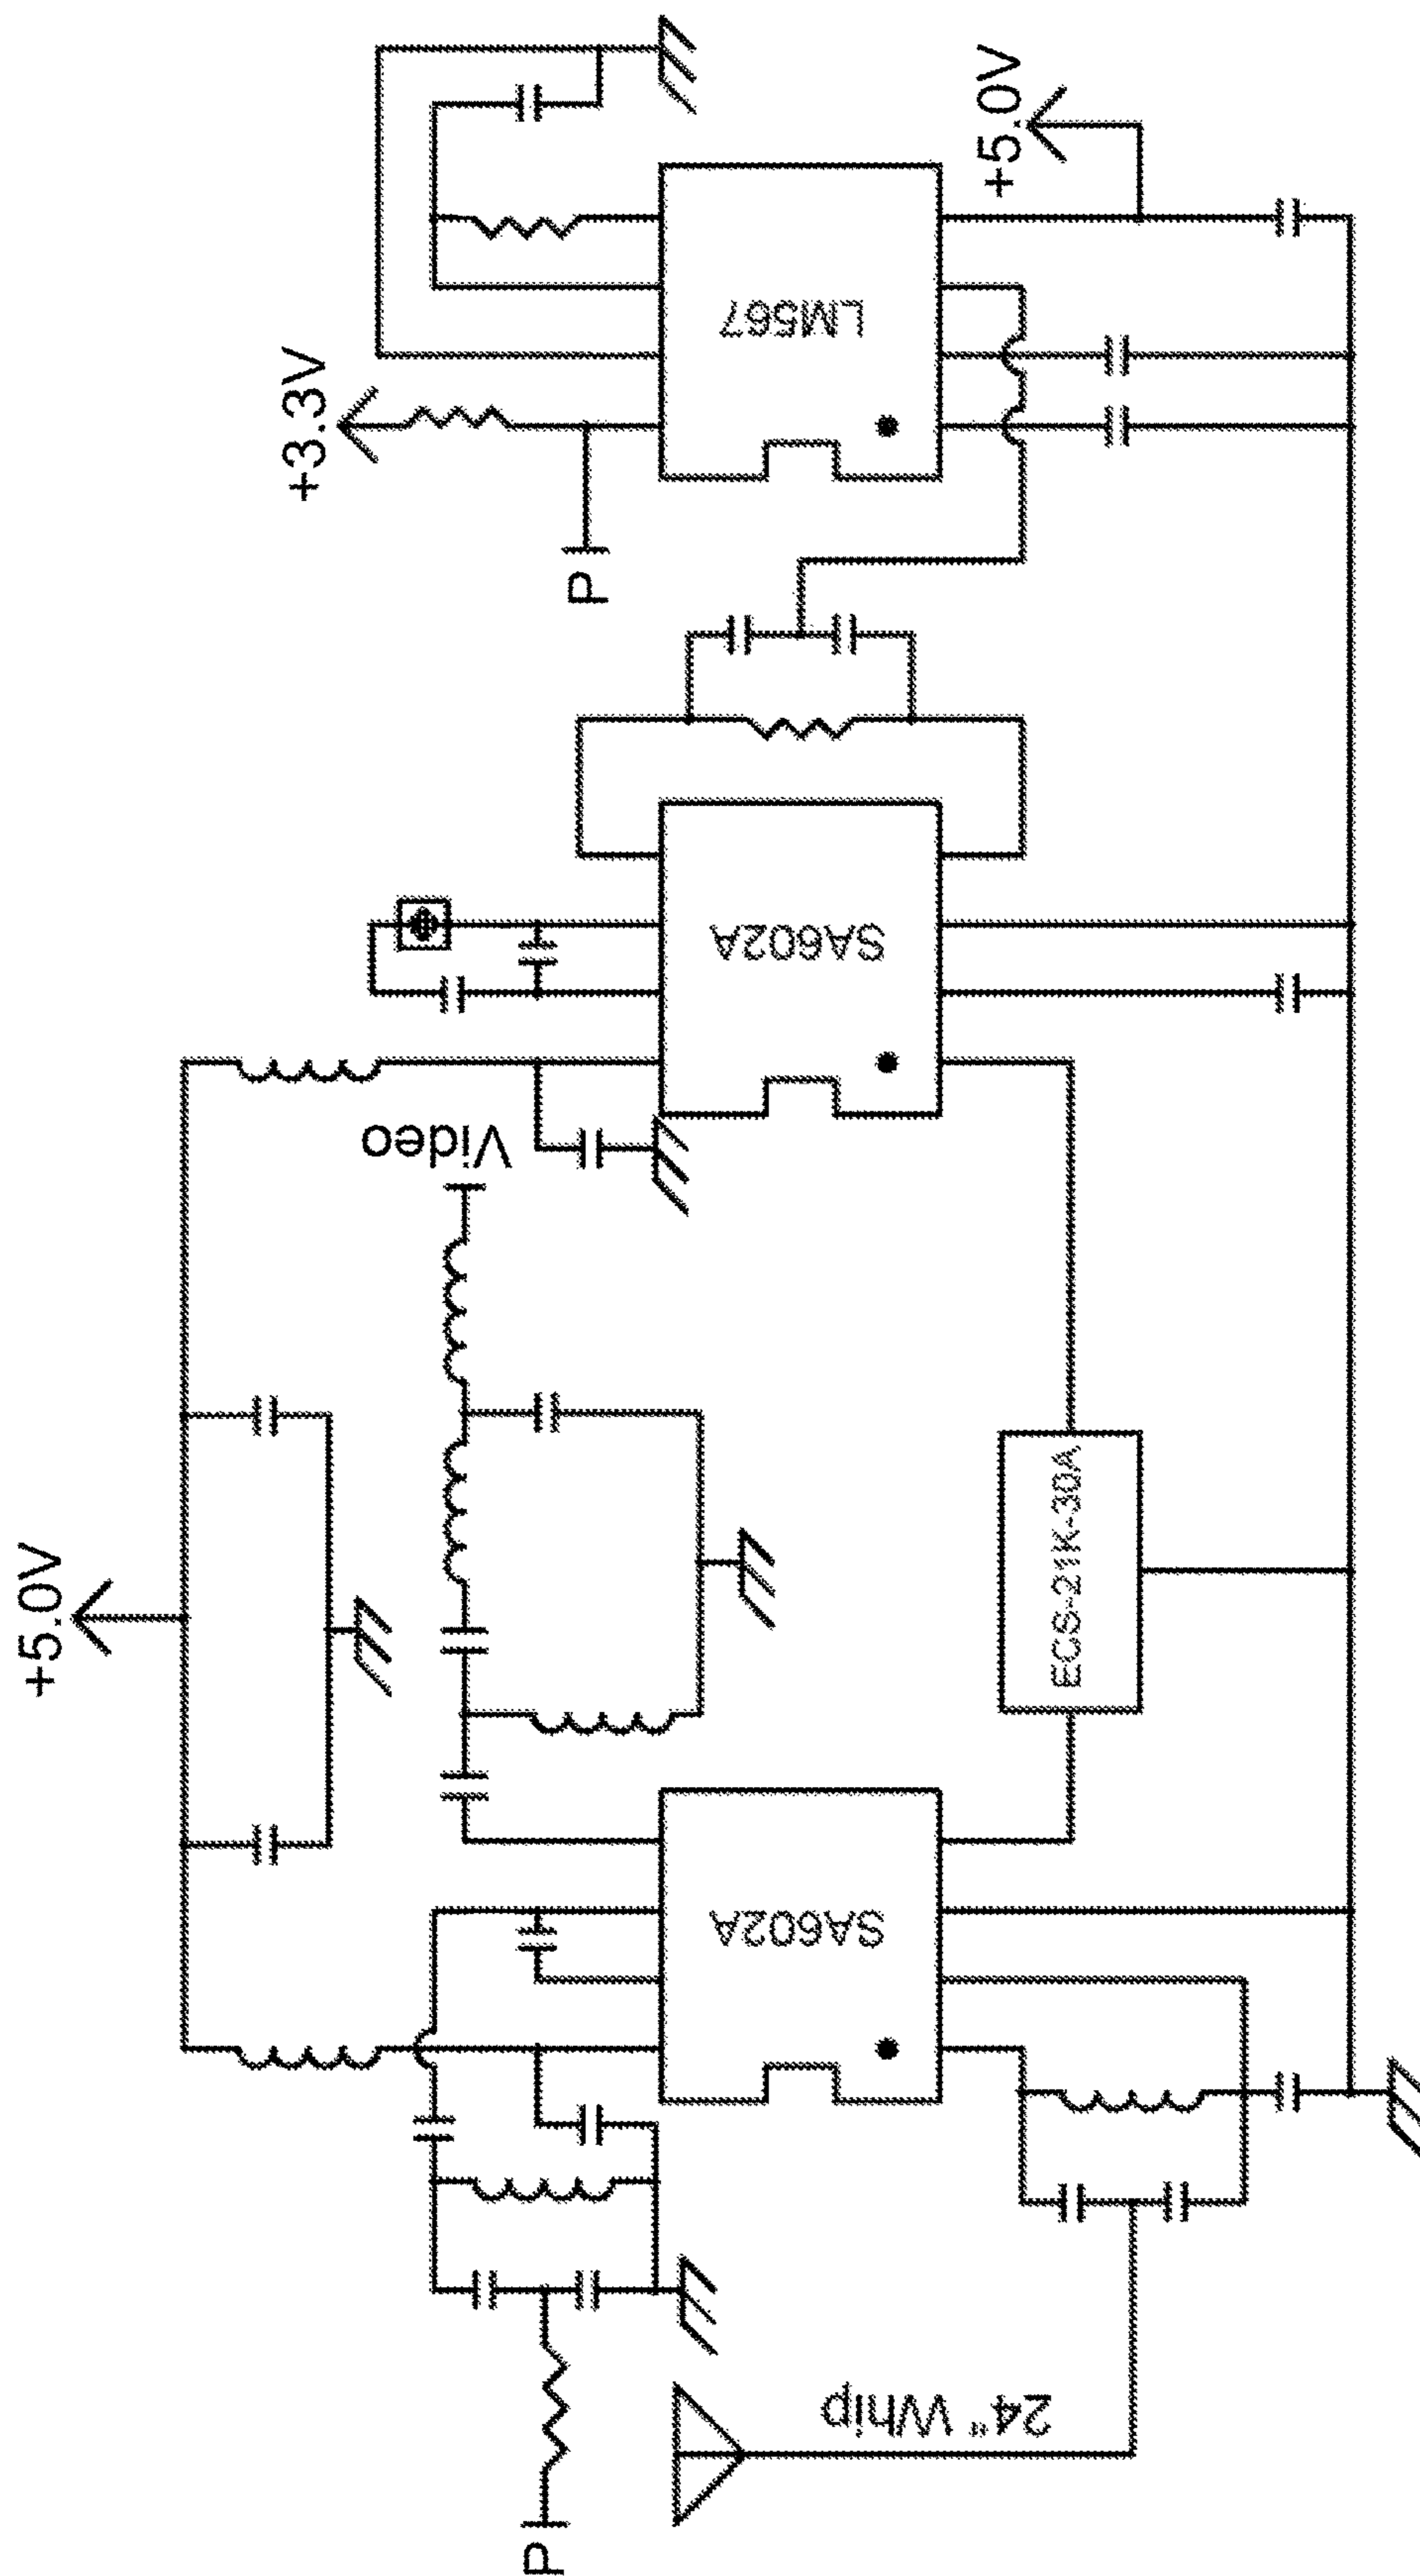 +5.0V
+3.3V
LM567
P
SA602A
Video
+5.0V
ECS-21K-30A
SA602A
24" Whip
P